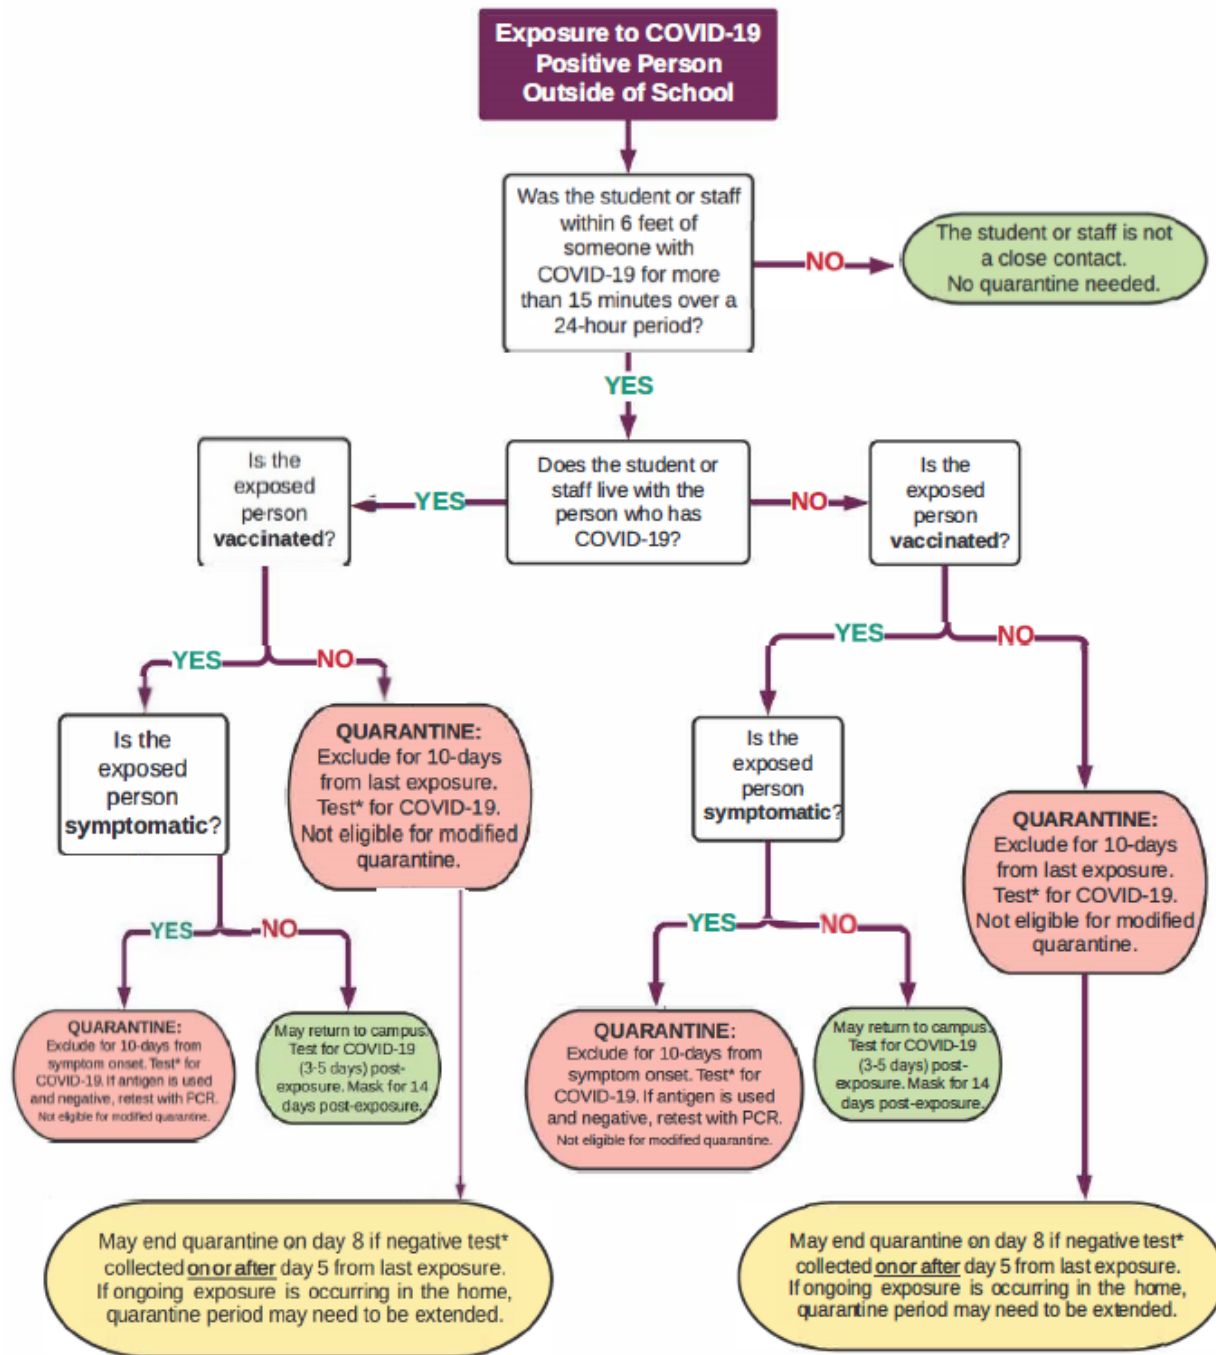 Exposure to COVID-19
Positive Person
Outside of School
Was the student or staff
within 6 feet of
someone with
COVID-19 for more
than 15 minutes over a
24-hour period?
NO
The student or staff is not
a close contact.
No quarantine needed.
YES
Is the
exposed
person
vaccinated?
YES
Does the student or
staff live with the
person who has
COVID-19?
NO
Is the
exposed
person
vaccinated?
YES
NO
YES
NO
Is the
exposed
person
symptomatic?
QUARANTINE:
Exclude for 10-days
from last exposure.
Test* for COVID-19.
Not eligible for modified
quarantine.
Is the
exposed
person
symptomatic?
QUARANTINE:
Exclude for 10-days
from last exposure.
Test* for COVID-19.
Not eligible for modified
quarantine.
YES
NO
YES
NO
QUARANTINE:
Exclude for 10-days from
symptom onset. Test* for
COVID-19. If antigen is used
and negative, retest with PCR.
Not eligible for modified quarantine.
May return to campus.
Test for COVID-19
(3-5 days) post-
exposure. Mask for 14
days post-exposure.
QUARANTINE:
Exclude for 10-days from
symptom onset. Test* for
COVID-19. If antigen is used
and negative, retest with PCR.
Not eligible for modified quarantine.
May return to campus.
Test for COVID-19
(3-5 days) post-
exposure. Mask for 14
days post-exposure.
May end quarantine on day 8 if negative test*
collected on or after day 5 from last exposure.
If ongoing exposure is occurring in the home,
quarantine period may need to be extended.
May end quarantine on day 8 if negative test*
collected on or after day 5 from last exposure.
If ongoing exposure is occurring in the home,
quarantine period may need to be extended.